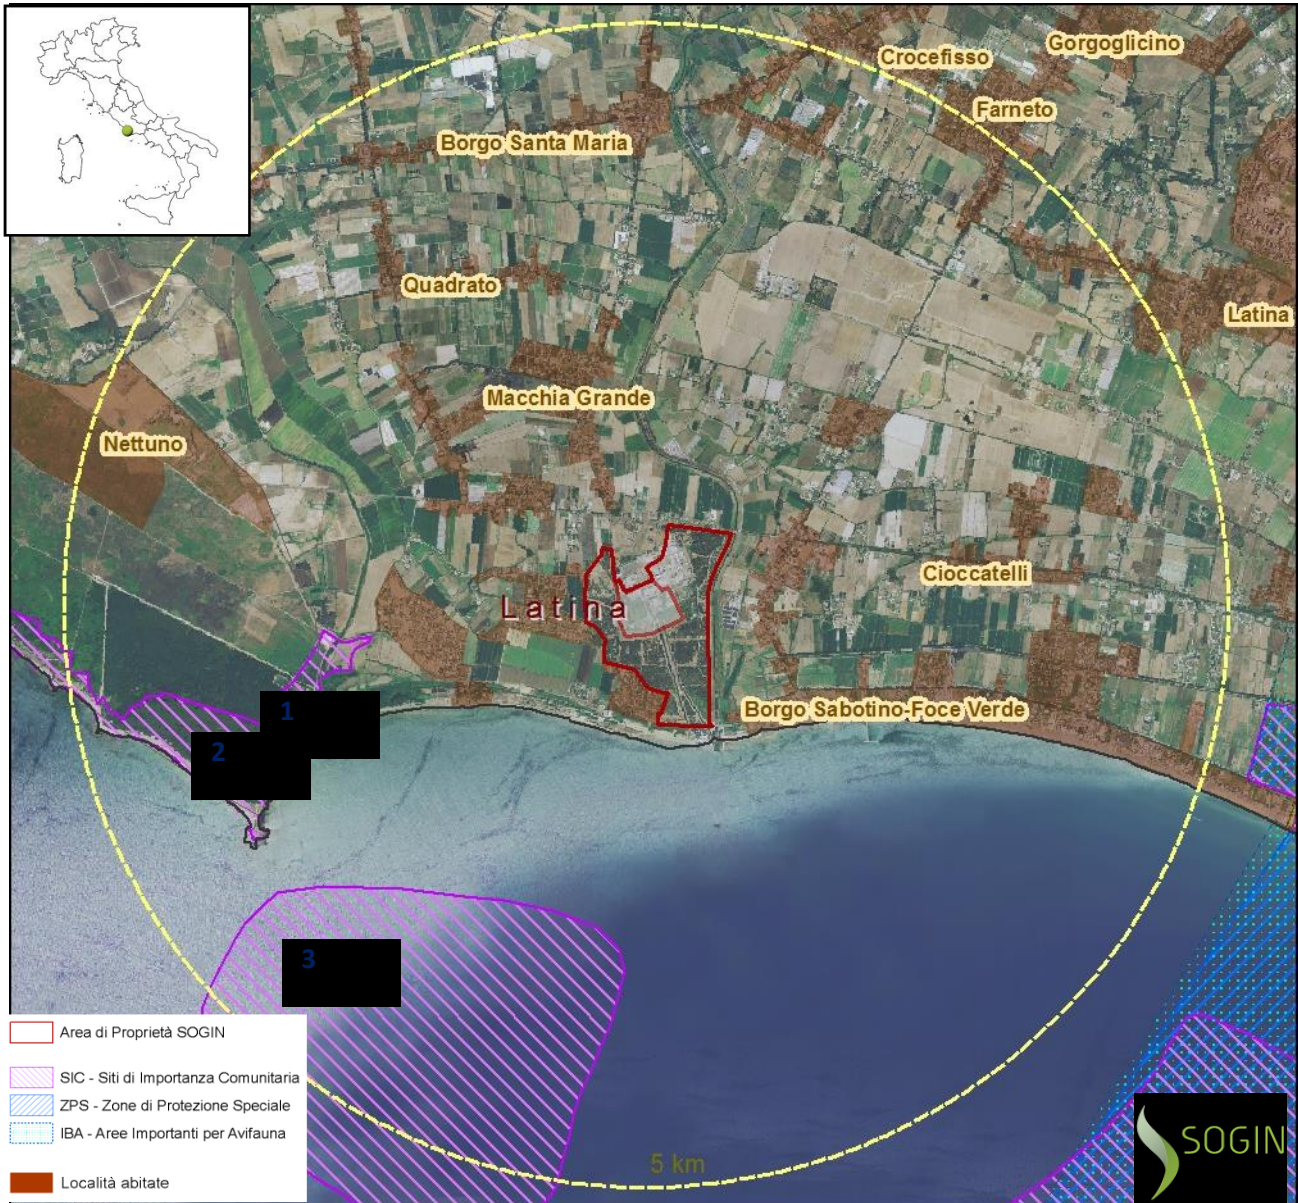 Crocefisso
Gorgoglicino
Farneto
Borgo Santa Maria
Quadrato
Latina
Macchia Grande
Nettuno
Cioccatelli
Latina
Borgo Sabotino-Foce Verde
1
2
3
Area di Proprietà SOGIN
SIC - Siti di Importanza Comunitaria
ZPS - Zone di Protezione Speciale
IBA - Aree Importanti per Avifauna
Località abitate
5 km
SOGIN